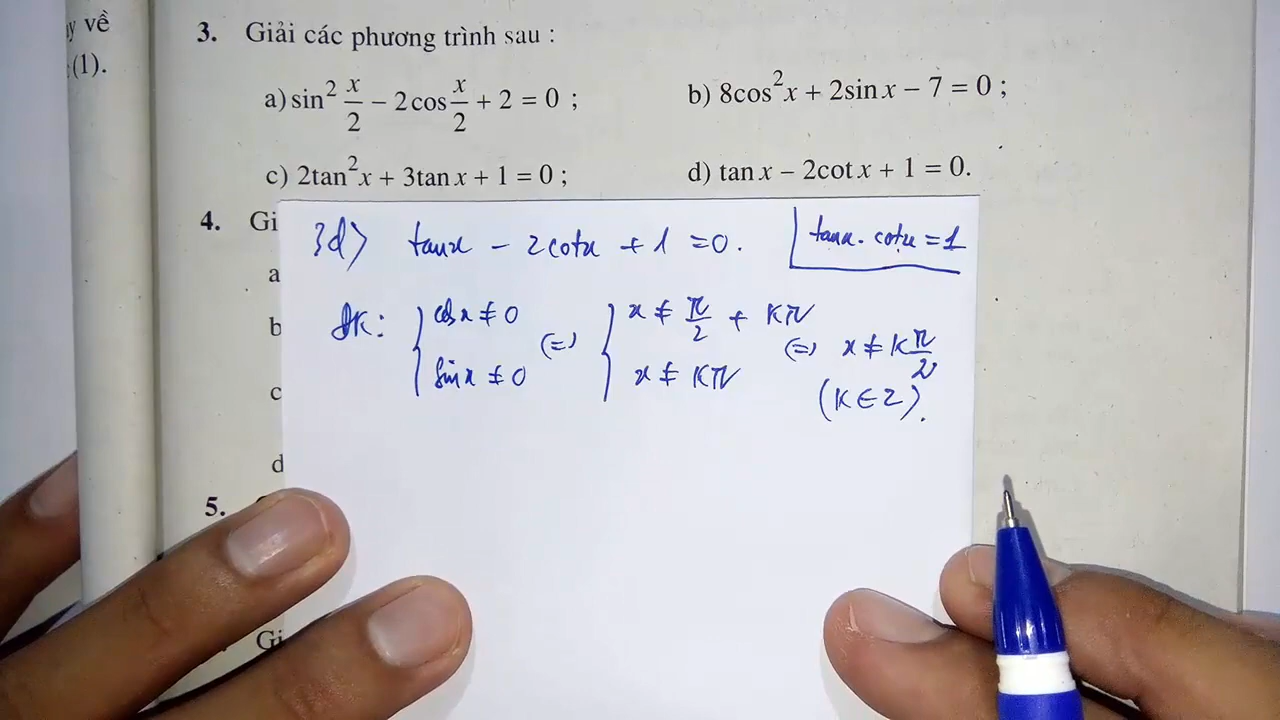 y về
(1).
3. Giải các phương trình sau :
a) sin² x/2 − 2cos x/2 + 2 = 0 ;
b) 8cos²x + 2sinx − 7 = 0 ;
c) 2tan²x + 3tanx + 1 = 0 ;
d) tanx − 2cotx + 1 = 0.
4. Gi
a
b
c
d
5.
Gi
3d> tanx − 2cotx + 1 = 0.
tanx . cotx = 1
ĐK: { cosx ≠ 0
sinx ≠ 0
(=) { x ≠ π/2 + Kπ
x ≠ Kπ
(=) x ≠ K π/2
(K ∈ Z).